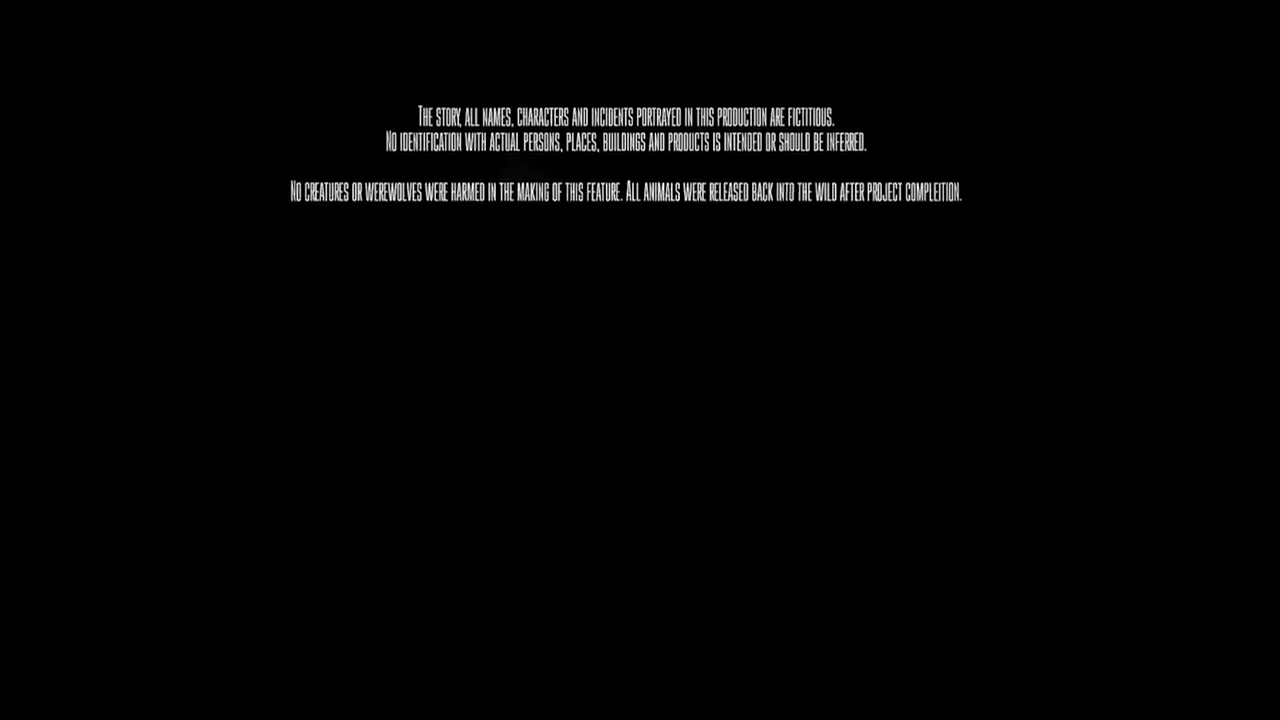 The story, all names, characters and incidents portrayed in this production are fictitious.
No identification with actual persons, places, buildings and products is intended or should be inferred.
No creatures or werewolves were harmed in the making of this feature. All animals were released back into the wild after project compleition.